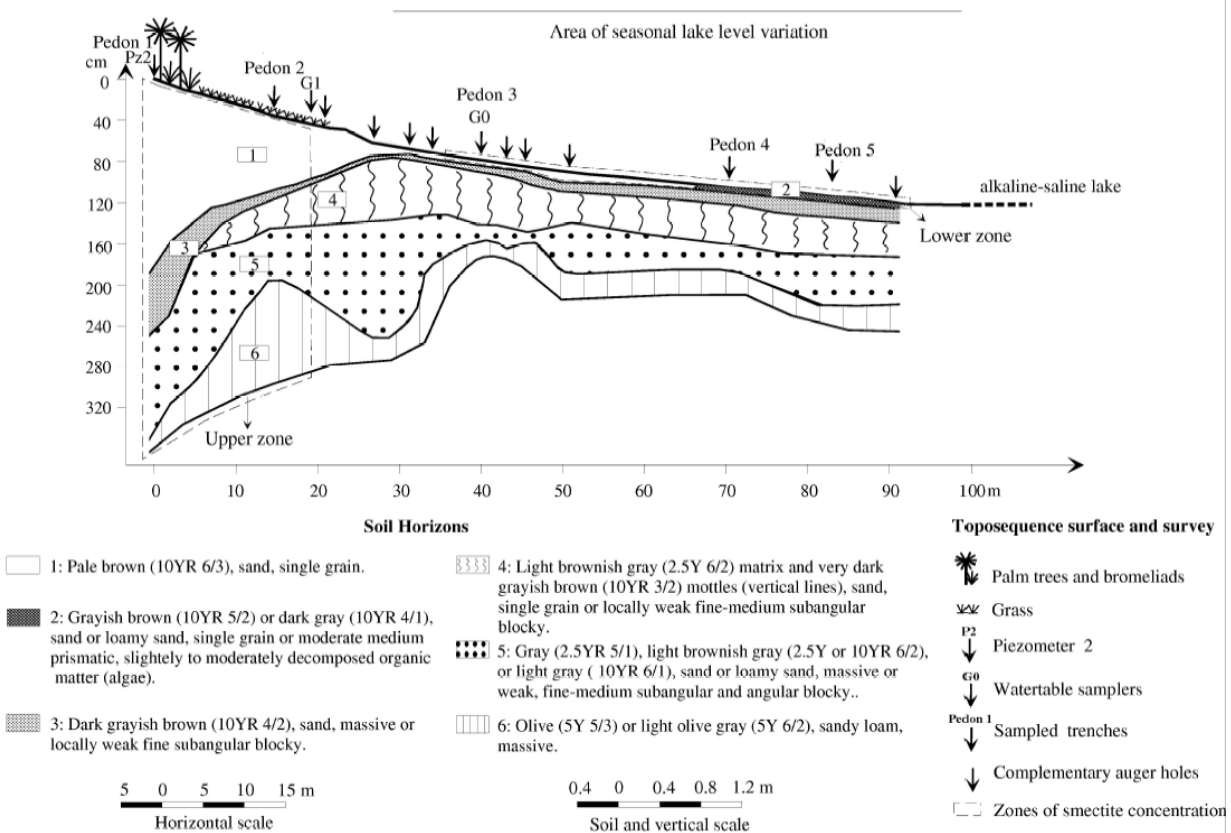 Area of seasonal lake level variation
Pedon 1
cm
Pz2
Pedon 2
G1
Pedon 3
G0
Pedon 4
Pedon 5
0
40
80
120
160
200
240
280
320
1
2
3
4
5
6
alkaline-saline lake
Lower zone
Upper zone
0 10 20 30 40 50 60 70 80 90 100 m
Soil Horizons
1: Pale brown (10YR 6/3), sand, single grain.
2: Grayish brown (10YR 5/2) or dark gray (10YR 4/1),
sand or loamy sand, single grain or moderate medium
prismatic, slightely to moderately decomposed organic
matter (algae).
3: Dark grayish brown (10YR 4/2), sand, massive or
locally weak fine subangular blocky.
4: Light brownish gray (2.5Y 6/2) matrix and very dark
grayish brown (10YR 3/2) mottles (vertical lines), sand,
single grain or locally weak fine-medium subangular
blocky.
5: Gray (2.5YR 5/1), light brownish gray (2.5Y or 10YR 6/2),
or light gray ( 10YR 6/1), sand or loamy sand, massive or
weak, fine-medium subangular and angular blocky..
6: Olive (5Y 5/3) or light olive gray (5Y 6/2), sandy loam,
massive.
Toposequence surface and survey
Palm trees and bromeliads
Grass
P2
Piezometer 2
G0
Watertable samplers
Pedon 1
Sampled trenches
Complementary auger holes
Zones of smectite concentration
5 0 5 10 15 m
Horizontal scale
0.4 0 0.4 0.8 1.2 m
Soil and vertical scale